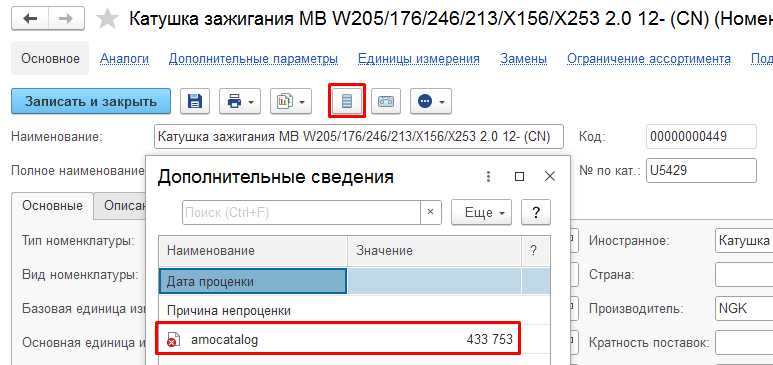 Катушка зажигания MB W205/176/246/213/X156/X253 2.0 12- (CN) (Номен
Основное Аналоги Дополнительные параметры Единицы измерения Замены Ограничение ассортимента Под
Записать и закрыть
Наименование: Катушка зажигания MB W205/176/246/213/X156/X253 2.0 12- (CN) Код: 00000000449
Полное наименование № по кат.: U5429
Дополнительные сведения
Основные Описан
Поиск (Ctrl+F) × Еще ?
Тип номенклатуры: Иностранное: Катушка
Наименование Значение ?
Вид номенклатуры: Страна:
Дата проценки
Базовая единица из Производитель: NGK
Причина непроценки
Основная единица и amocatalog 433 753 Кратность поставок: